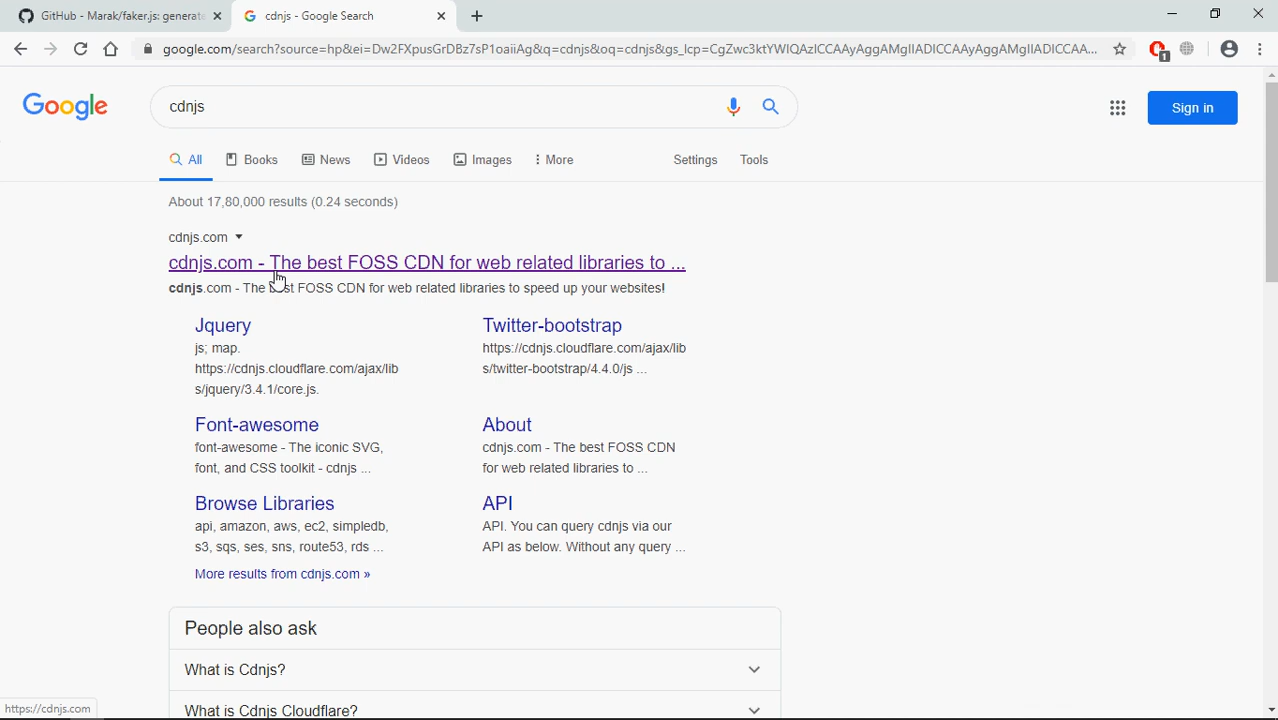 GitHub - Marak/faker.js: generate
cdnjs - Google Search
google.com/search?source=hp&ei=Dw2FXpusGrDBz7sP1oaiiAg&q=cdnjs&oq=cdnjs&gs_lcp=CgZwc3ktYWIQAzICCAAyAggAMgIIADICCAAyAggAMgIIADICCAA...
1
Google
cdnjs
Sign in
All
Books
News
Videos
Images
More
Settings
Tools
About 17,80,000 results (0.24 seconds)
cdnjs.com
cdnjs.com - The best FOSS CDN for web related libraries to ...
cdnjs.com - The best FOSS CDN for web related libraries to speed up your websites!
Jquery
js; map.
https://cdnjs.cloudflare.com/ajax/lib
s/jquery/3.4.1/core.js.
Twitter-bootstrap
https://cdnjs.cloudflare.com/ajax/lib
s/twitter-bootstrap/4.4.0/js ...
Font-awesome
font-awesome - The iconic SVG,
font, and CSS toolkit - cdnjs ...
About
cdnjs.com - The best FOSS CDN
for web related libraries to ...
Browse Libraries
api, amazon, aws, ec2, simpledb,
s3, sqs, ses, sns, route53, rds ...
API
API. You can query cdnjs via our
API as below. Without any query ...
More results from cdnjs.com »
People also ask
What is Cdnjs?
What is Cdnjs Cloudflare?
https://cdnjs.com